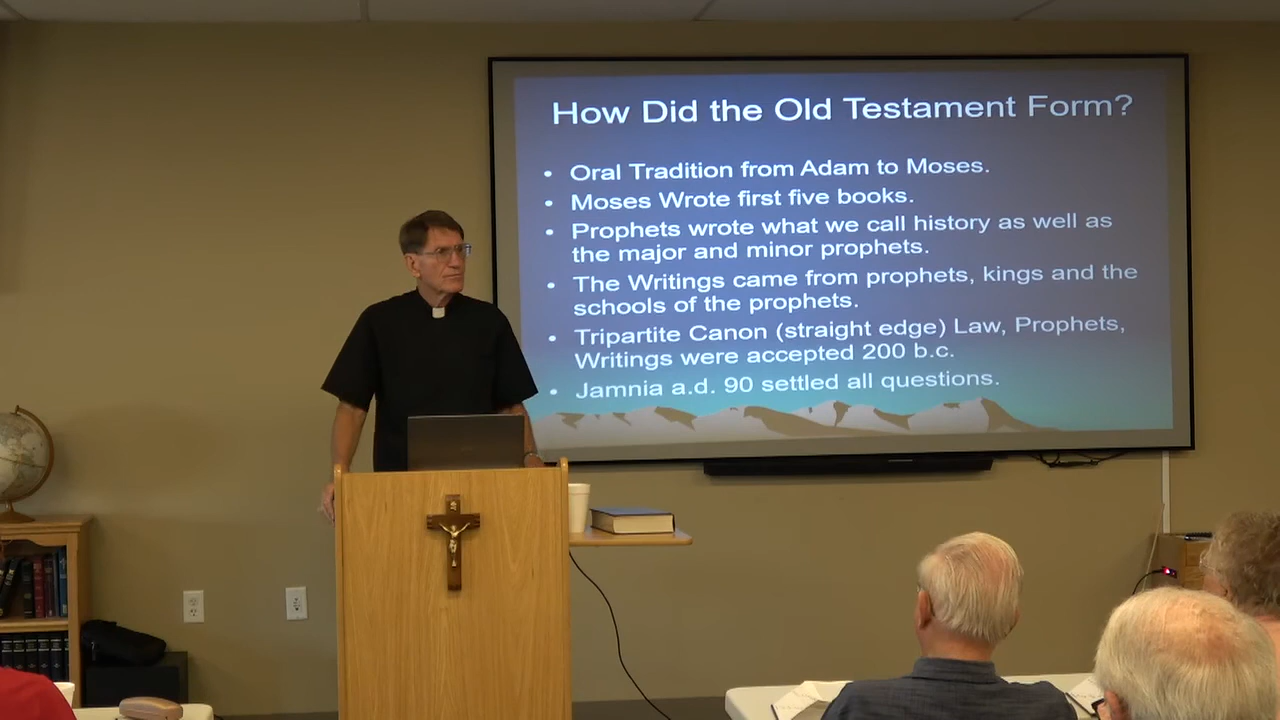 How Did the Old Testament Form?
• Oral Tradition from Adam to Moses.
• Moses Wrote first five books.
• Prophets wrote what we call history as well as
the major and minor prophets.
• The Writings came from prophets, kings and the
schools of the prophets.
• Tripartite Canon (straight edge) Law, Prophets,
Writings were accepted 200 b.c.
• Jamnia a.d. 90 settled all questions.